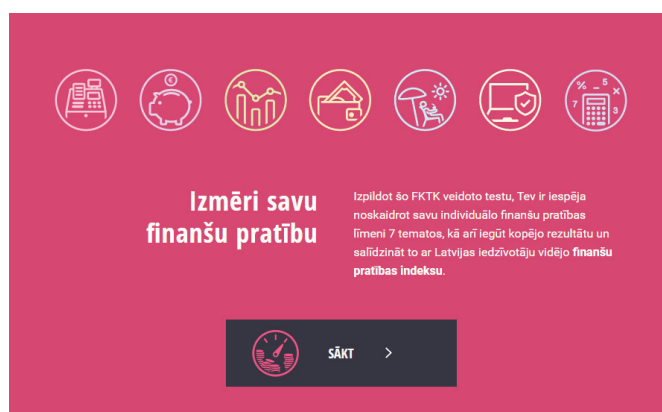 Izmēri savu
finanšu pratību
Izpildot šo FKTK veidoto testu, Tev ir iespēja
noskaidrot savu individuālo finanšu pratības
līmeni 7 tematos, kā arī iegūt kopējo rezultātu un
salīdzināt to ar Latvijas iedzīvotāju vidējo finanšu
pratības indeksu.
SĀKT